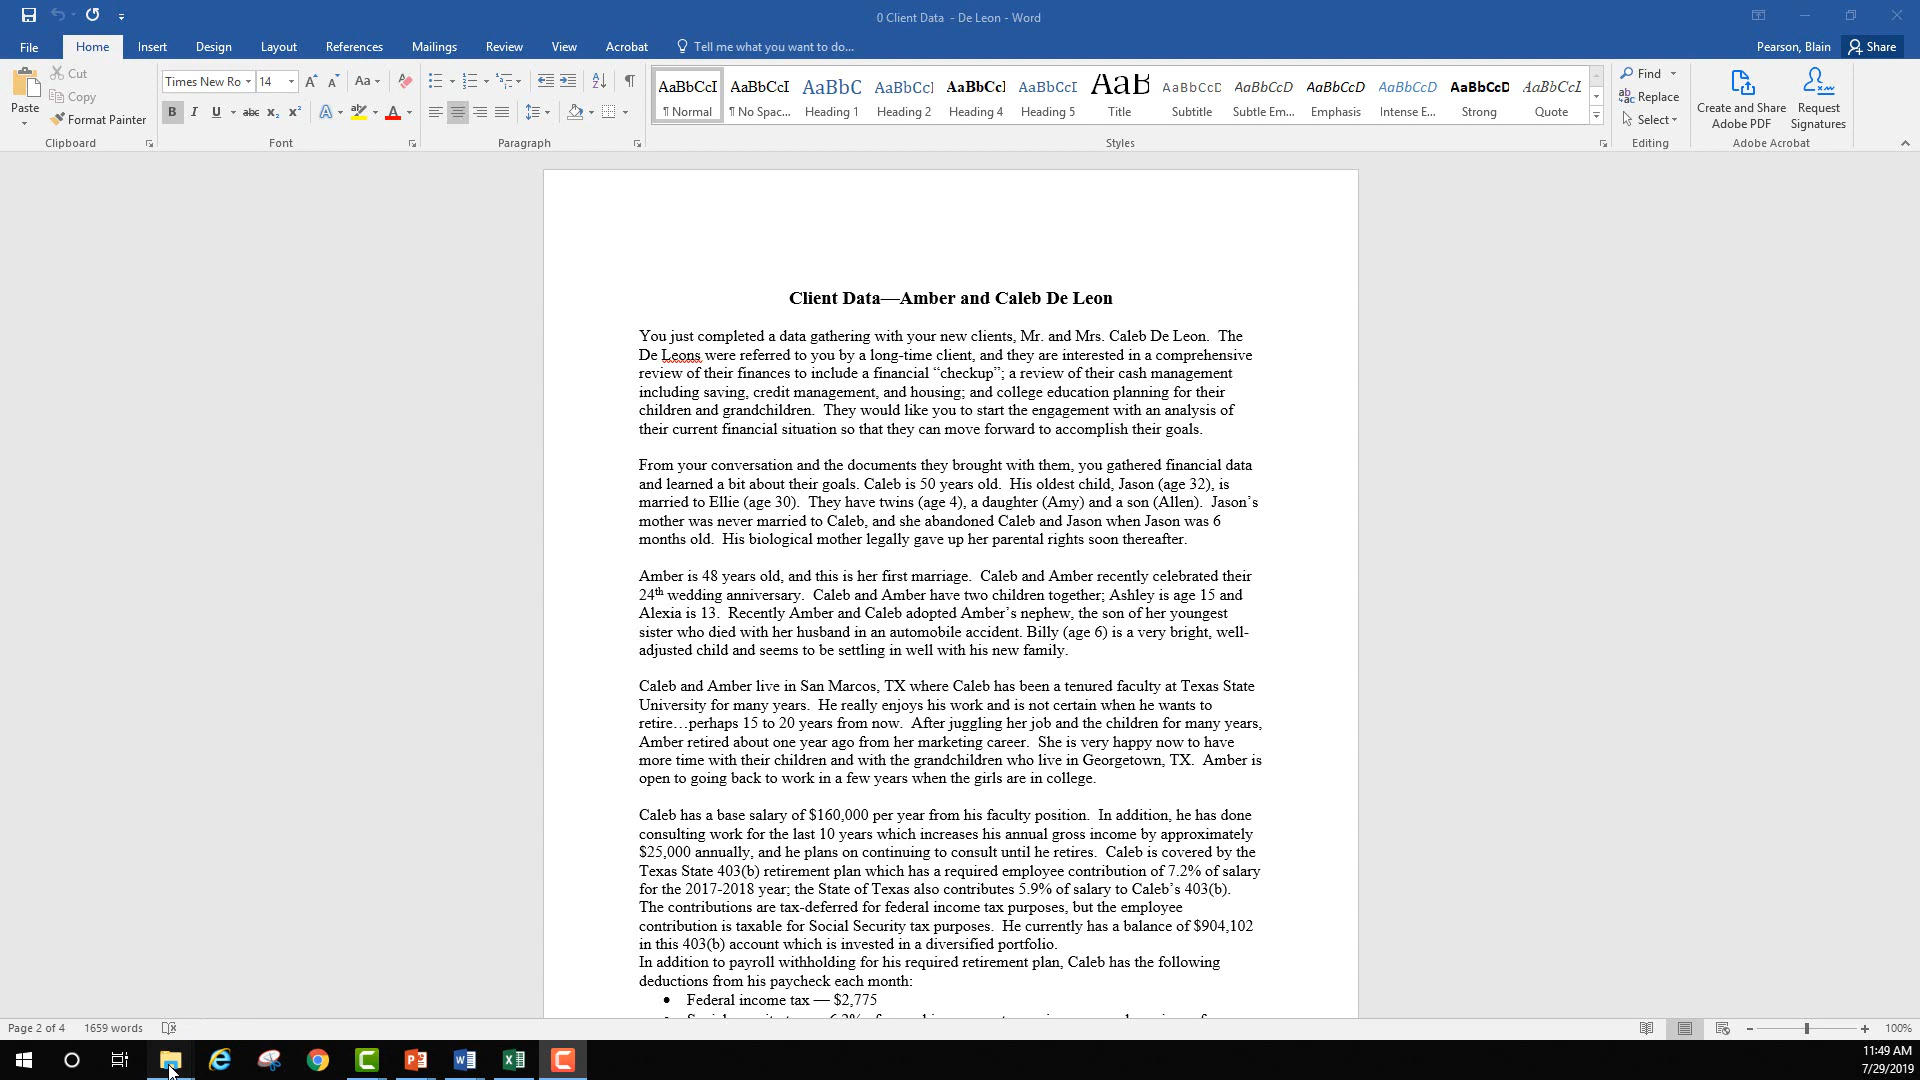 0 Client Data - De Leon - Word
File Home Insert Design Layout References Mailings Review View Acrobat Tell me what you want to do... Pearson, Blain Share
Paste
Cut
Copy
Format Painter
Clipboard
Times New Ro 14
Font
Paragraph
AaBbCcI AaBbCcI AaBbC AaBbCcI AaBbCcI AaBbCcI AaB AaBbCcD AaBbCcD AaBbCcD AaBbCcD AaBbCcD AaBbCcI
¶ Normal ¶ No Spac... Heading 1 Heading 2 Heading 4 Heading 5 Title Subtitle Subtle Em... Emphasis Intense E... Strong Quote
Styles
Find
Replace
Select
Editing
Create and Share
Adobe PDF
Request
Signatures
Adobe Acrobat
Client Data—Amber and Caleb De Leon
You just completed a data gathering with your new clients, Mr. and Mrs. Caleb De Leon. The
De Leons were referred to you by a long-time client, and they are interested in a comprehensive
review of their finances to include a financial “checkup”; a review of their cash management
including saving, credit management, and housing; and college education planning for their
children and grandchildren. They would like you to start the engagement with an analysis of
their current financial situation so that they can move forward to accomplish their goals.
From your conversation and the documents they brought with them, you gathered financial data
and learned a bit about their goals. Caleb is 50 years old. His oldest child, Jason (age 32), is
married to Ellie (age 30). They have twins (age 4), a daughter (Amy) and a son (Allen). Jason’s
mother was never married to Caleb, and she abandoned Caleb and Jason when Jason was 6
months old. His biological mother legally gave up her parental rights soon thereafter.
Amber is 48 years old, and this is her first marriage. Caleb and Amber recently celebrated their
24th wedding anniversary. Caleb and Amber have two children together; Ashley is age 15 and
Alexia is 13. Recently Amber and Caleb adopted Amber’s nephew, the son of her youngest
sister who died with her husband in an automobile accident. Billy (age 6) is a very bright, well-
adjusted child and seems to be settling in well with his new family.
Caleb and Amber live in San Marcos, TX where Caleb has been a tenured faculty at Texas State
University for many years. He really enjoys his work and is not certain when he wants to
retire…perhaps 15 to 20 years from now. After juggling her job and the children for many years,
Amber retired about one year ago from her marketing career. She is very happy now to have
more time with their children and with the grandchildren who live in Georgetown, TX. Amber is
open to going back to work in a few years when the girls are in college.
Caleb has a base salary of $160,000 per year from his faculty position. In addition, he has done
consulting work for the last 10 years which increases his annual gross income by approximately
$25,000 annually, and he plans on continuing to consult until he retires. Caleb is covered by the
Texas State 403(b) retirement plan which has a required employee contribution of 7.2% of salary
for the 2017-2018 year; the State of Texas also contributes 5.9% of salary to Caleb’s 403(b).
The contributions are tax-deferred for federal income tax purposes, but the employee
contribution is taxable for Social Security tax purposes. He currently has a balance of $904,102
in this 403(b) account which is invested in a diversified portfolio.
In addition to payroll withholding for his required retirement plan, Caleb has the following
deductions from his paycheck each month:
• Federal income tax — $2,775
Page 2 of 4 1659 words 100%
11:49 AM
7/29/2019